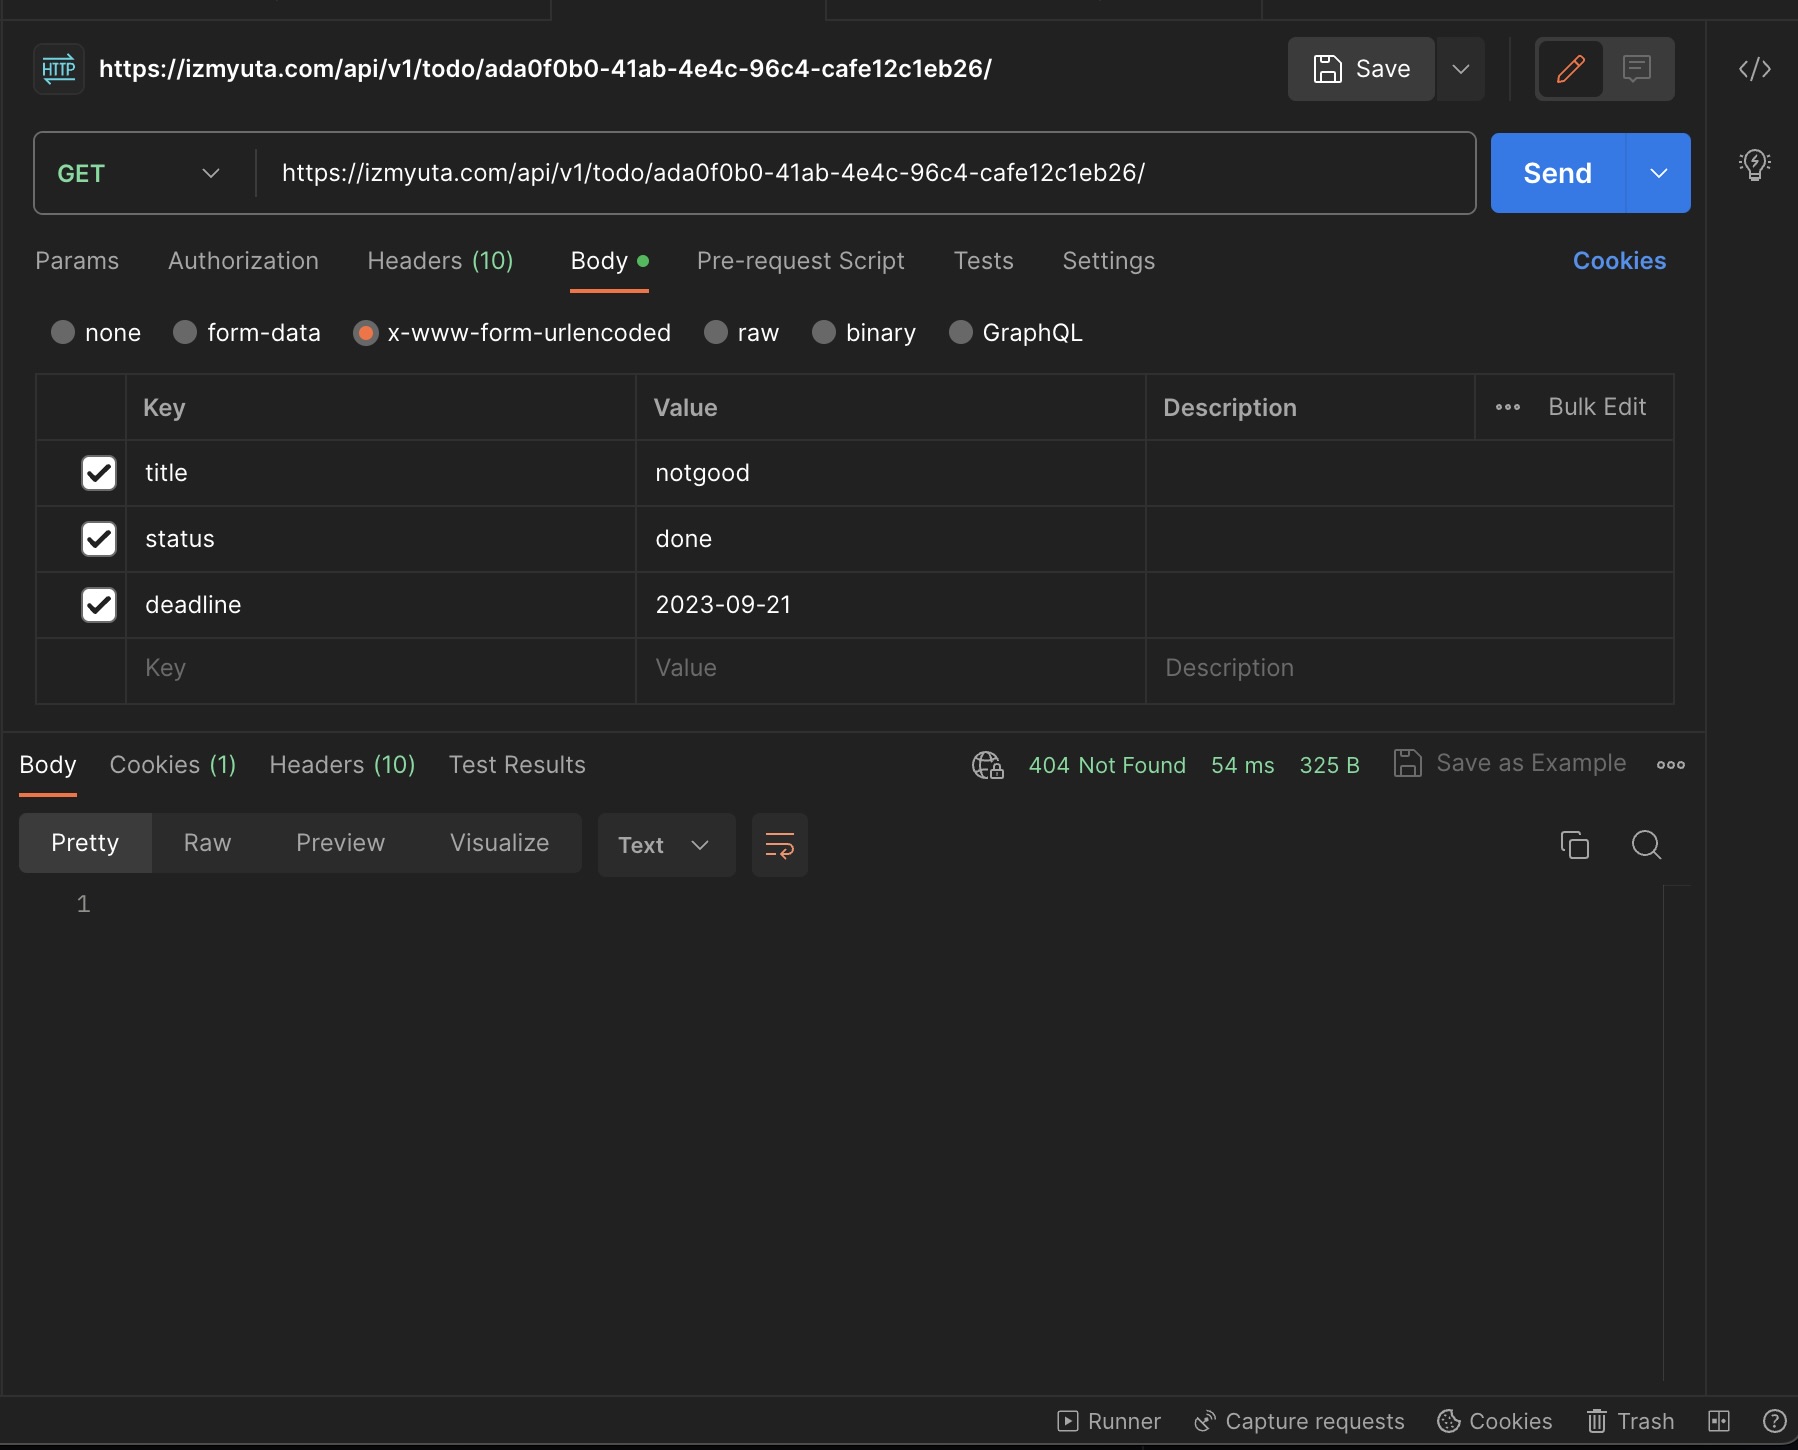 HTTP https://izmyuta.com/api/v1/todo/ada0f0b0-41ab-4e4c-96c4-cafe12c1eb26/ Save
GET https://izmyuta.com/api/v1/todo/ada0f0b0-41ab-4e4c-96c4-cafe12c1eb26/ Send
Params Authorization Headers (10) Body Pre-request Script Tests Settings Cookies
none form-data x-www-form-urlencoded raw binary GraphQL
Key Value Description Bulk Edit
title notgood
status done
deadline 2023-09-21
Key Value Description
Body Cookies (1) Headers (10) Test Results 404 Not Found 54 ms 325 B Save as Example
Pretty Raw Preview Visualize Text
1
Runner Capture requests Cookies Trash